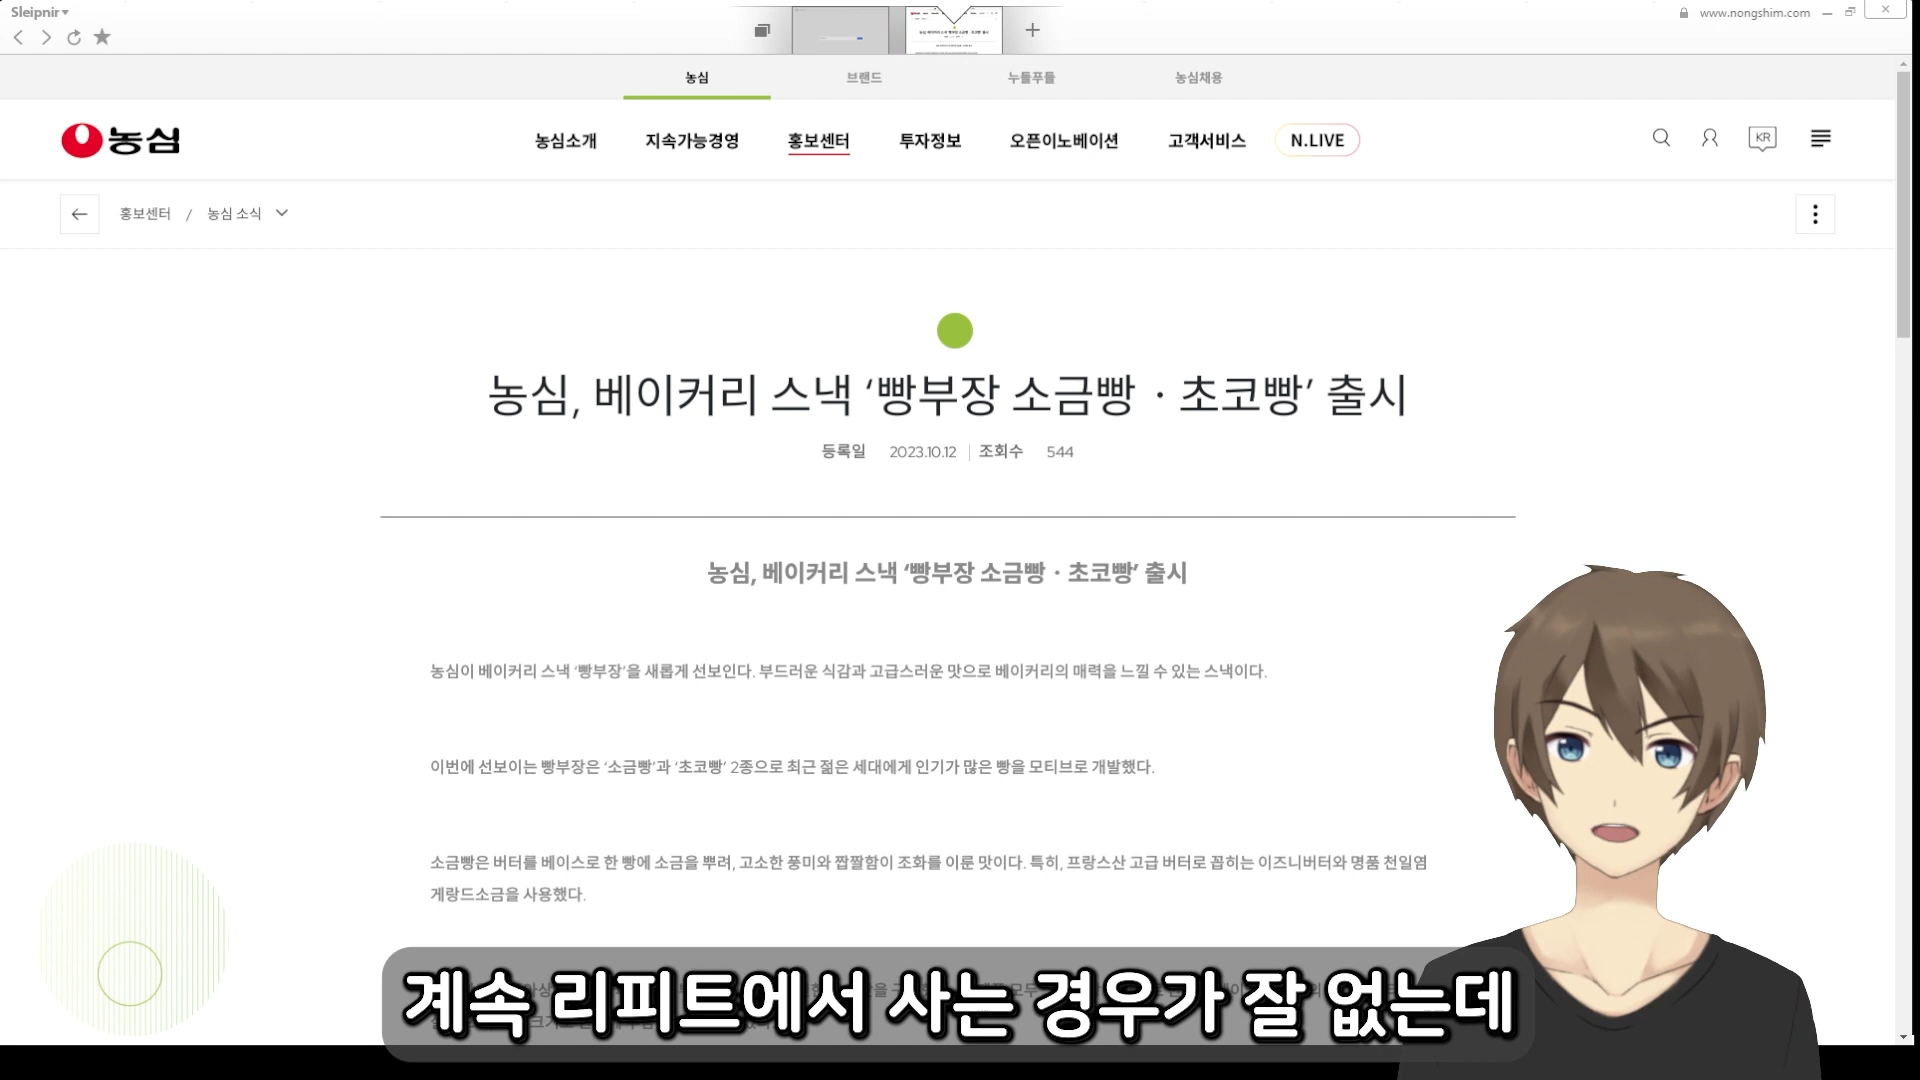 Sleipnir
www.nongshim.com
농심
브랜드
누들푸들
농심채용
농심
농심소개
지속가능경영
홍보센터
투자정보
오픈이노베이션
고객서비스
N.LIVE
KR
홍보센터 / 농심 소식
농심, 베이커리 스낵 ‘빵부장 소금빵 · 초코빵’ 출시
등록일 2023.10.12 조회수 544
농심, 베이커리 스낵 ‘빵부장 소금빵 · 초코빵’ 출시
농심이 베이커리 스낵 ‘빵부장’을 새롭게 선보인다. 부드러운 식감과 고급스러운 맛으로 베이커리의 매력을 느낄 수 있는 스낵이다.
이번에 선보이는 빵부장은 ‘소금빵’과 ‘초코빵’ 2종으로 최근 젊은 세대에게 인기가 많은 빵을 모티브로 개발했다.
소금빵은 버터를 베이스로 한 빵에 소금을 뿌려, 고소한 풍미와 짭짤함이 조화를 이룬 맛이다. 특히, 프랑스산 고급 버터로 꼽히는 이즈니버터와 명품 천일염
게랑드소금을 사용했다.
계속 리피트에서 사는 경우가 잘 없는데